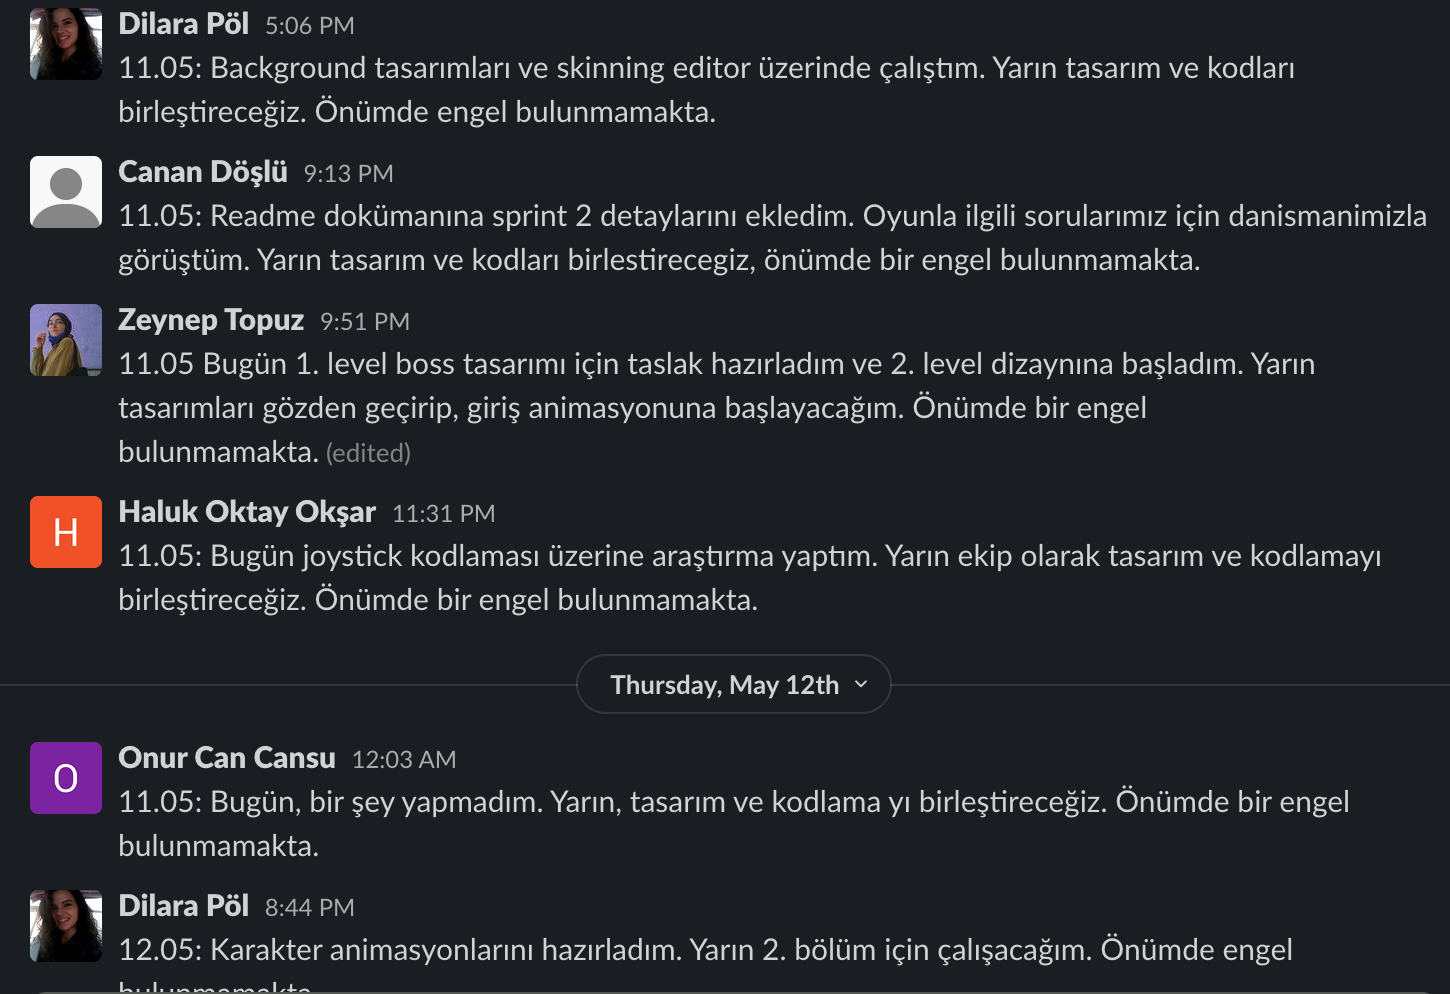 Dilara Pöl 5:06 PM
11.05: Background tasarımları ve skinning editor üzerinde çalıştım. Yarın tasarım ve kodları
birleştireceğiz. Önümde engel bulunmamakta.
Canan Döşlü 9:13 PM
11.05: Readme dokümanına sprint 2 detaylarını ekledim. Oyunla ilgili sorularımız için danismanimizla
görüştüm. Yarın tasarım ve kodları birlestirecegiz, önümde bir engel bulunmamakta.
Zeynep Topuz 9:51 PM
11.05 Bugün 1. level boss tasarımı için taslak hazırladım ve 2. level dizaynına başladım. Yarın
tasarımları gözden geçirip, giriş animasyonuna başlayacağım. Önümde bir engel
bulunmamakta. (edited)
H
Haluk Oktay Okşar 11:31 PM
11.05: Bugün joystick kodlaması üzerine araştırma yaptım. Yarın ekip olarak tasarım ve kodlamayı
birleştireceğiz. Önümde bir engel bulunmamakta.
Thursday, May 12th
O
Onur Can Cansu 12:03 AM
11.05: Bugün, bir şey yapmadım. Yarın, tasarım ve kodlama yı birleştireceğiz. Önümde bir engel
bulunmamakta.
Dilara Pöl 8:44 PM
12.05: Karakter animasyonlarını hazırladım. Yarın 2. bölüm için çalışacağım. Önümde engel